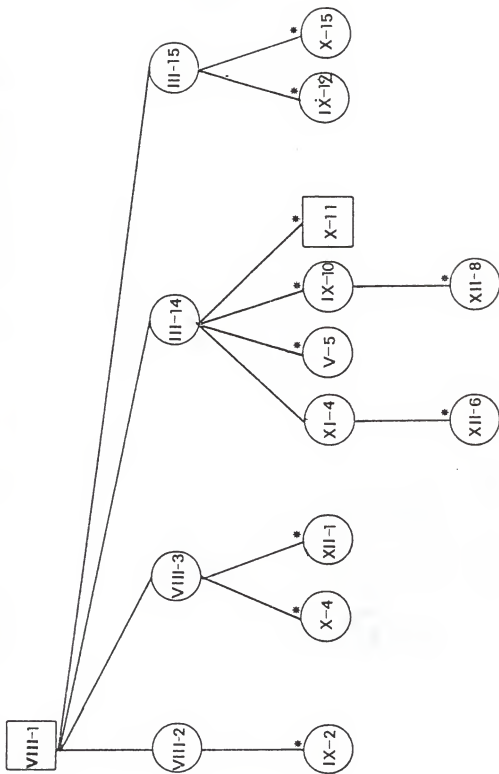 VIII-1
VIII-2
VIII-3
III-14
III-15
*
IX-2
*
X-4
*
XII-1
XI-4
*
V-5
*
IX-10
*
X-11
*
IX-12
*
X-15
*
XII-6
*
XII-8